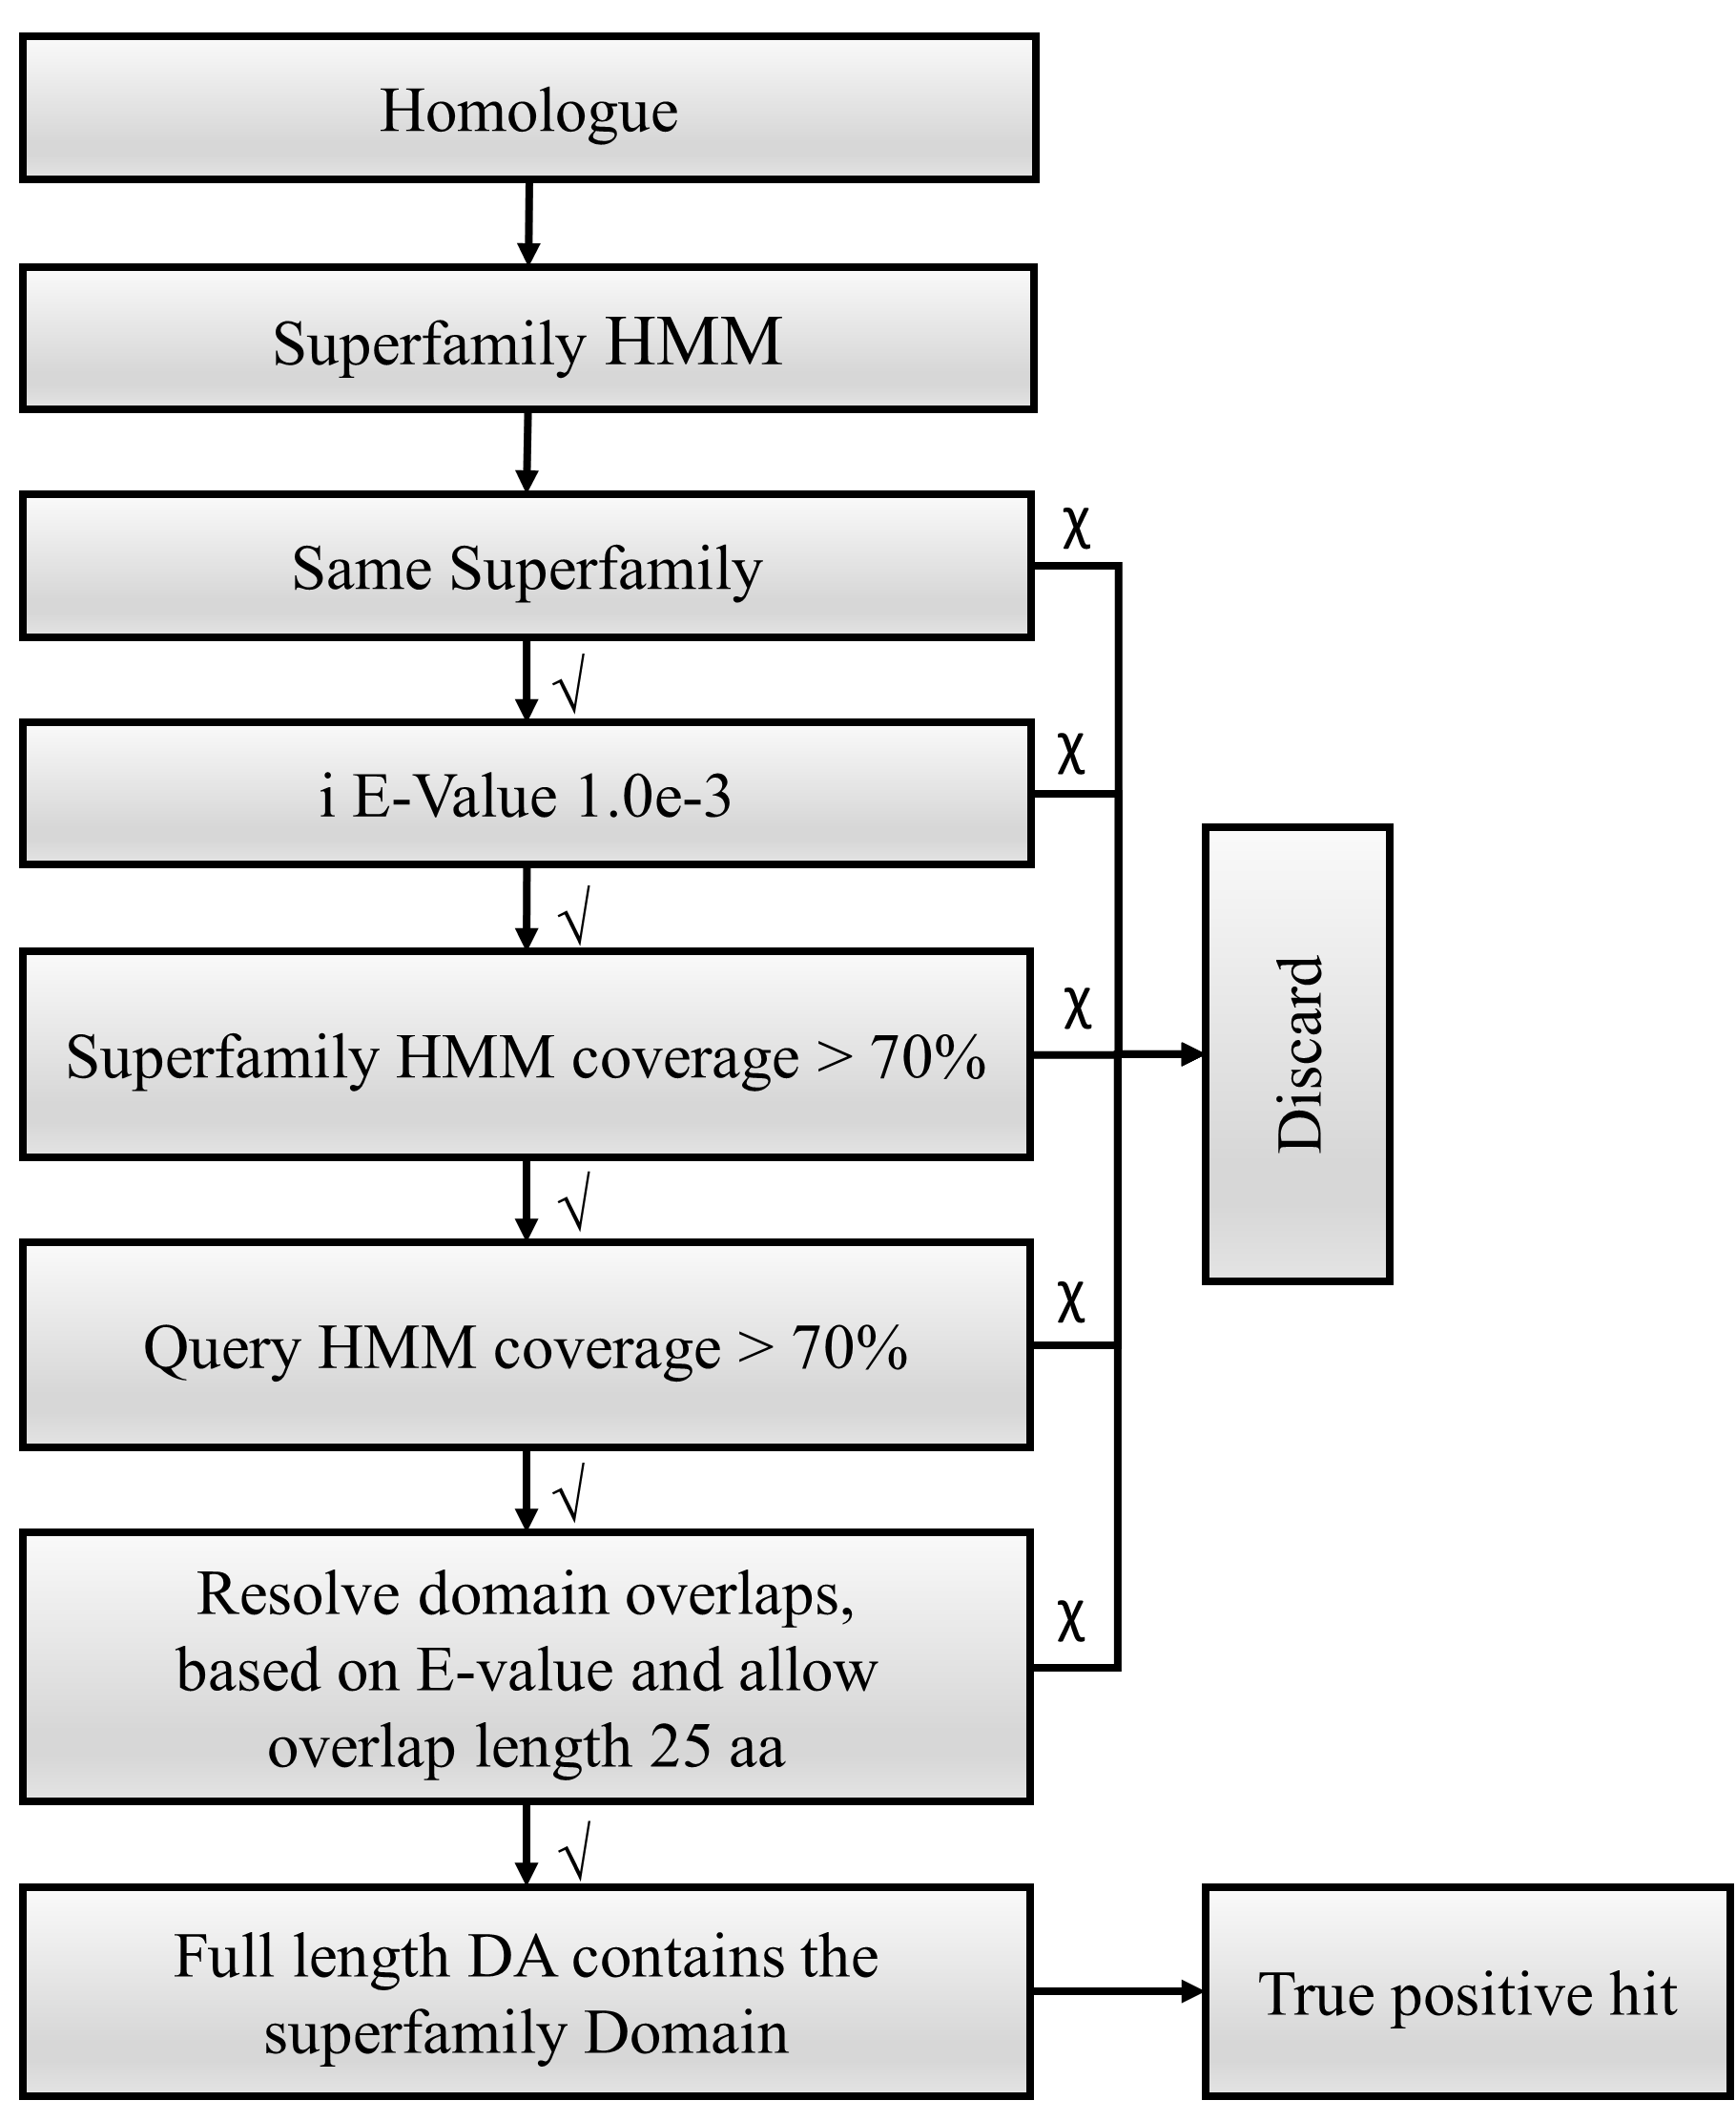 Homologue
Superfamily HMM
Same Superfamily
χ
√
i E-Value 1.0e-3
χ
√
Superfamily HMM coverage > 70%
χ
Discard
√
Query HMM coverage > 70%
χ
√
Resolve domain overlaps,
based on E-value and allow
overlap length 25 aa
χ
√
Full length DA contains the
superfamily Domain
True positive hit